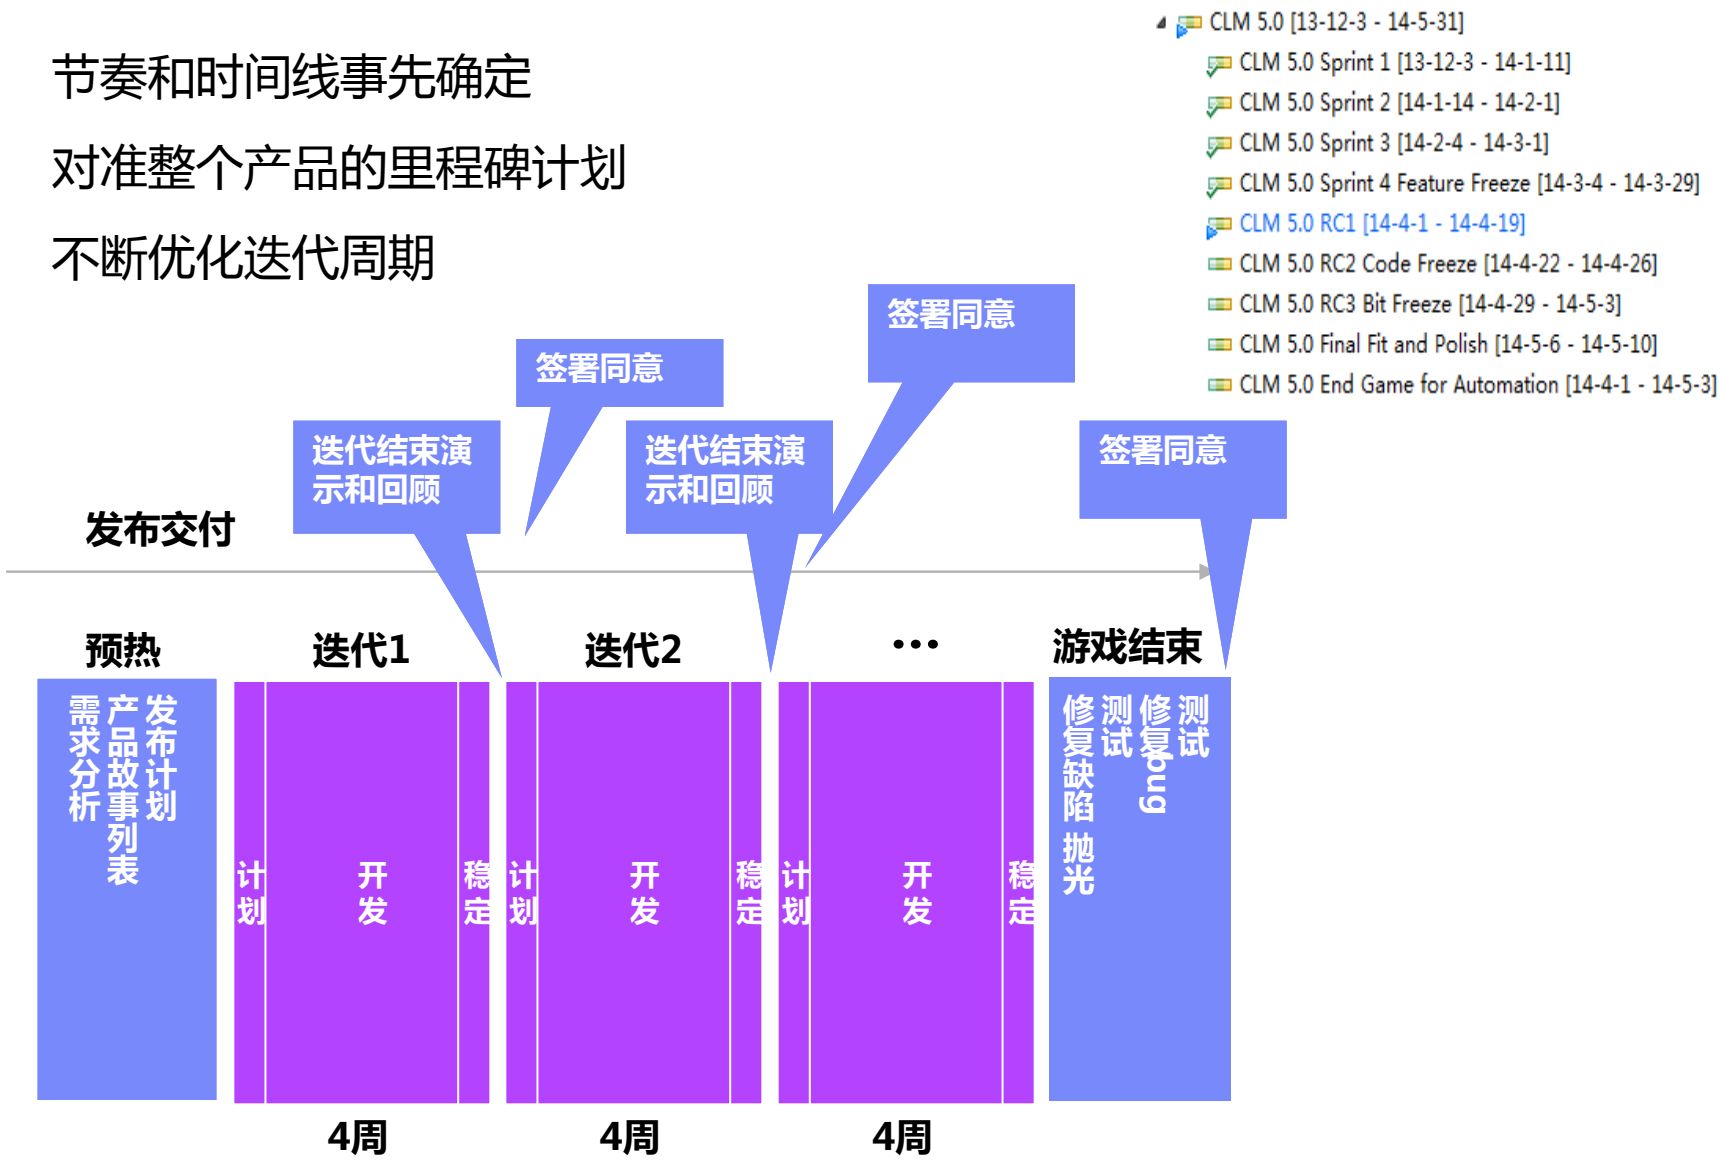 节奏和时间线事先确定
对准整个产品的里程碑计划
不断优化迭代周期
CLM 5.0 [13-12-3 - 14-5-31]
CLM 5.0 Sprint 1 [13-12-3 - 14-1-11]
CLM 5.0 Sprint 2 [14-1-14 - 14-2-1]
CLM 5.0 Sprint 3 [14-2-4 - 14-3-1]
CLM 5.0 Sprint 4 Feature Freeze [14-3-4 - 14-3-29]
CLM 5.0 RC1 [14-4-1 - 14-4-19]
CLM 5.0 RC2 Code Freeze [14-4-22 - 14-4-26]
CLM 5.0 RC3 Bit Freeze [14-4-29 - 14-5-3]
CLM 5.0 Final Fit and Polish [14-5-6 - 14-5-10]
CLM 5.0 End Game for Automation [14-4-1 - 14-5-3]
签署同意
签署同意
迭代结束演
示和回顾
迭代结束演
示和回顾
签署同意
发布交付
预热
迭代1
迭代2
...
游戏结束
发布计划
产品故事列表
需求分析
计划
开发
稳定
计划
开发
稳定
计划
开发
稳定
测试
修复bug
测试
修复缺陷 抛光
4周
4周
4周